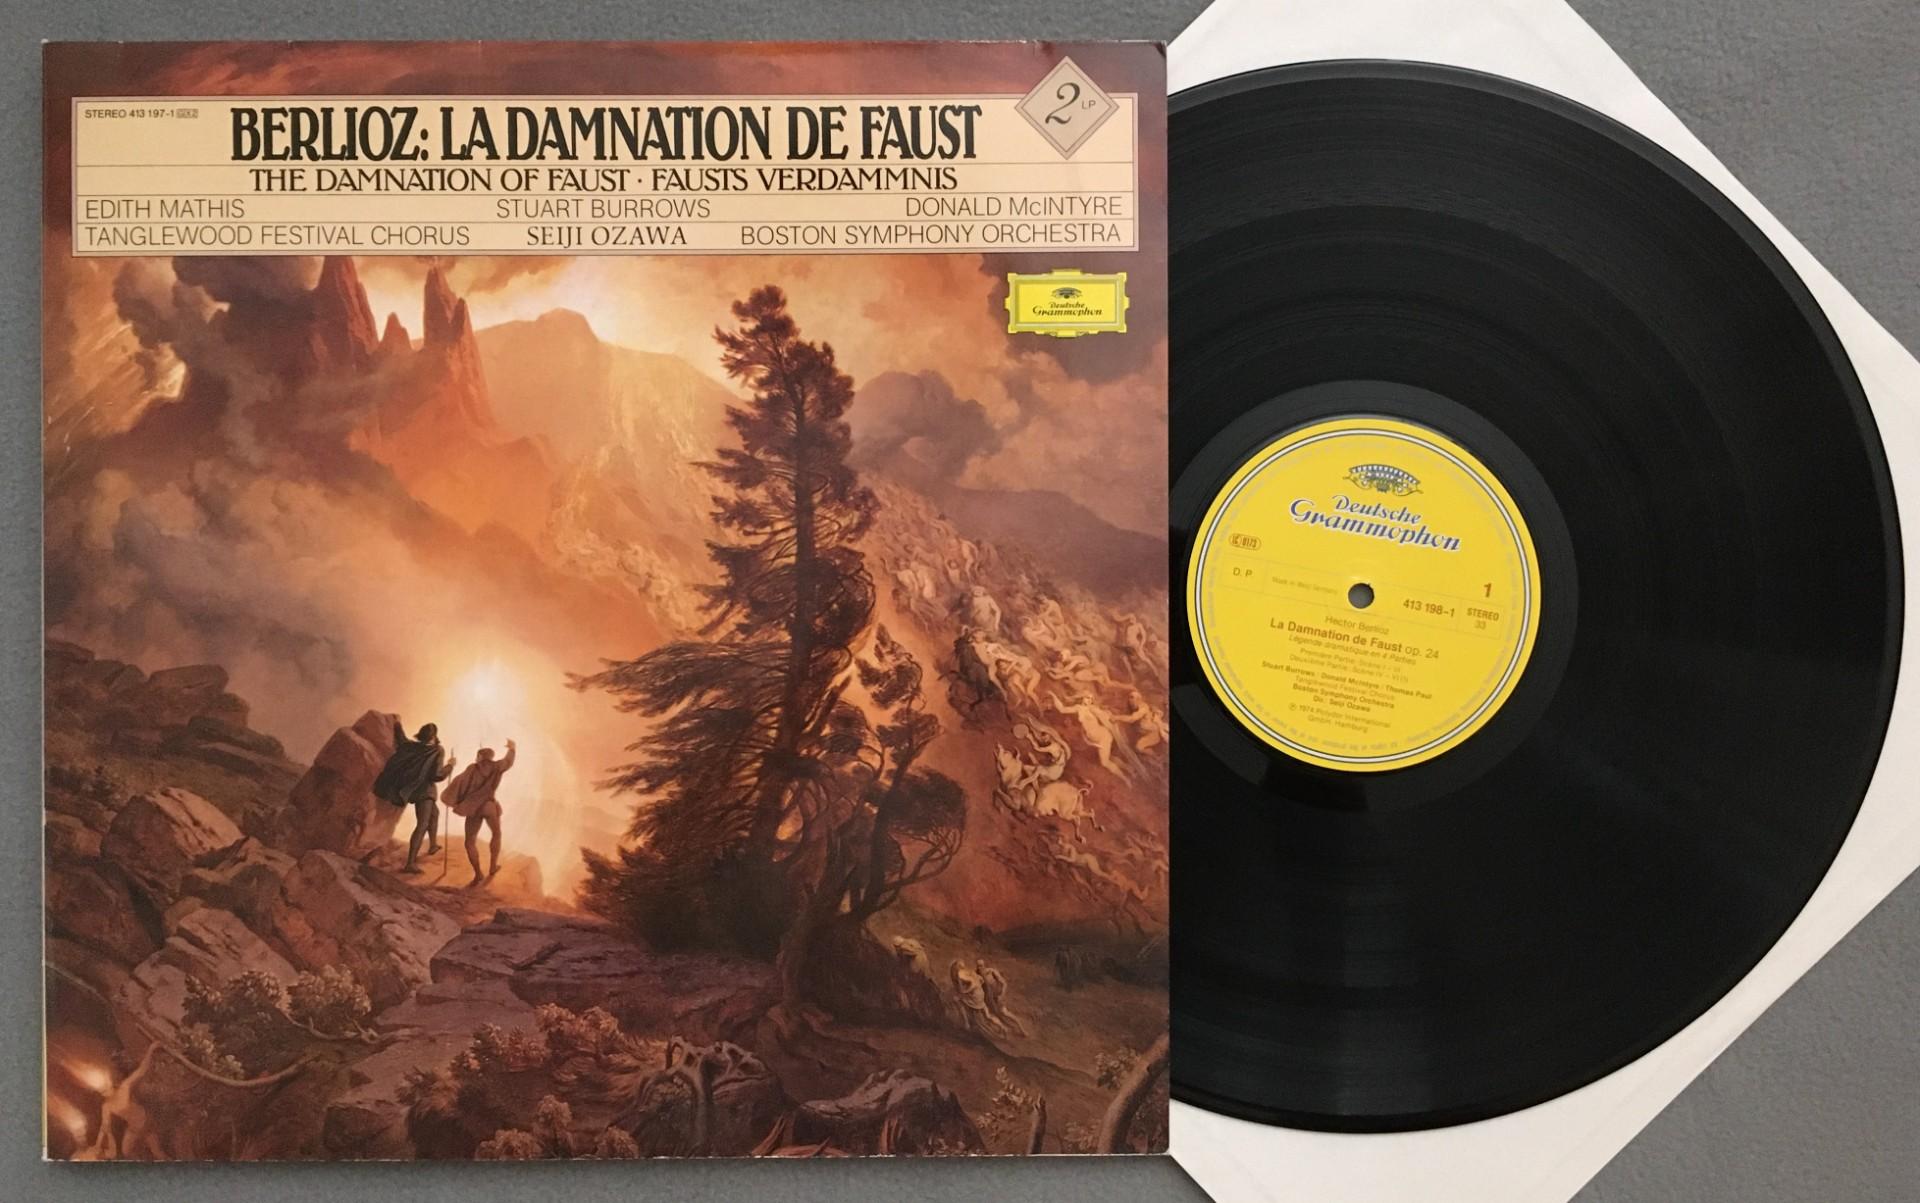 STEREO 413 197-1
BERLIOZ: LA DAMNATION DE FAUST
2 LP
THE DAMNATION OF FAUST · FAUSTS VERDAMMNIS
EDITH MATHIS STUART BURROWS DONALD McINTYRE
TANGLEWOOD FESTIVAL CHORUS SEIJI OZAWA BOSTON SYMPHONY ORCHESTRA
Deutsche
Grammophon
Deutsche
Grammophon
LC 0173
D. P. Made in West Germany
1
413 198-1 STEREO
33
Hector Berlioz
La Damnation de Faust op. 24
Légende dramatique en 4 Parties
Stuart Burrows / Donald McIntyre / Thomas Paul
Tanglewood Festival Chorus
Boston Symphony Orchestra
Dir.: Seiji Ozawa
℗ 1974 Polydor International
GmbH, Hamburg